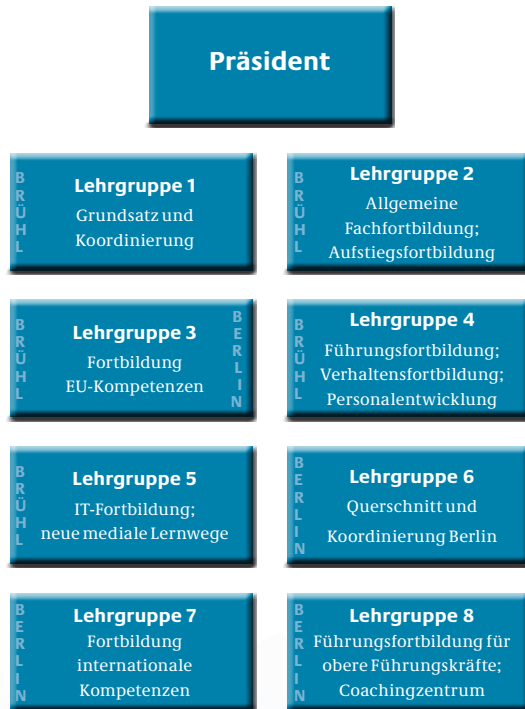 Präsident
BRÜHL
Lehrgruppe 1
Grundsatz und
Koordinierung
BRÜHL
Lehrgruppe 2
Allgemeine
Fachfortbildung;
Aufstiegsfortbildung
BRÜHL
Lehrgruppe 3
Fortbildung
EU-Kompetenzen
BERLIN
BRÜHL
Lehrgruppe 4
Führungsfortbildung;
Verhaltensfortbildung;
Personalentwicklung
BRÜHL
Lehrgruppe 5
IT-Fortbildung;
neue mediale Lernwege
BERLIN
Lehrgruppe 6
Querschnitt und
Koordinierung Berlin
BERLIN
Lehrgruppe 7
Fortbildung
internationale
Kompetenzen
BERLIN
Lehrgruppe 8
Führungsfortbildung für
obere Führungskräfte;
Coachingzentrum